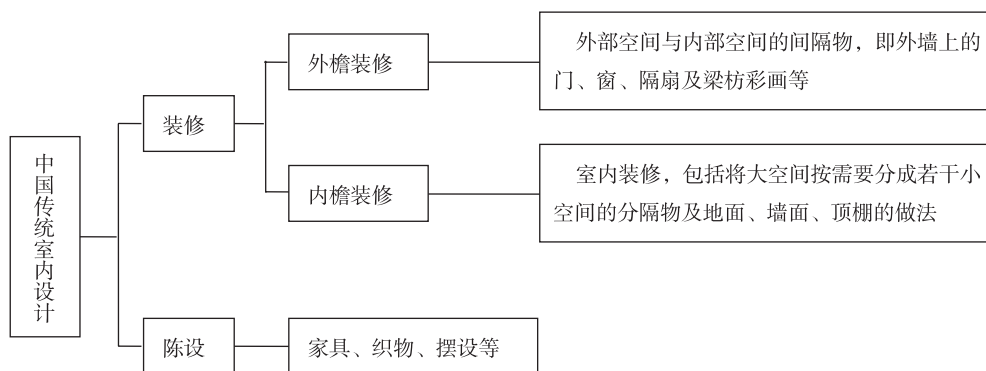 中国传统室内设计
装修
外檐装修
外部空间与内部空间的间隔物，即外墙上的
门、窗、隔扇及梁枋彩画等
内檐装修
室内装修，包括将大空间按需要分成若干小
空间的分隔物及地面、墙面、顶棚的做法
陈设
家具、织物、摆设等